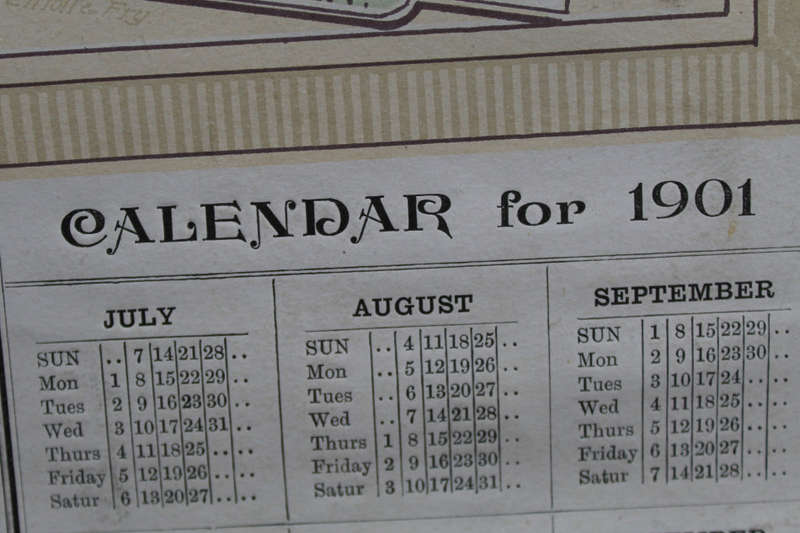 Fry
CALENDAR for 1901
JULY
SUN .. 7 14 21 28 ..
Mon 1 8 15 22 29 ..
Tues 2 9 16 23 30 ..
Wed 3 10 17 24 31 ..
Thurs 4 11 18 25 .. ..
Friday 5 12 19 26 .. ..
Satur 6 13 20 27 .. ..
AUGUST
SUN .. 4 11 18 25 ..
Mon .. 5 12 19 26 ..
Tues .. 6 13 20 27 ..
Wed .. 7 14 21 28 ..
Thurs 1 8 15 22 29 ..
Friday 2 9 16 23 30 ..
Satur 3 10 17 24 31 ..
SEPTEMBER
SUN 1 8 15 22 29 ..
Mon 2 9 16 23 30 ..
Tues 3 10 17 24 .. ..
Wed 4 11 18 25 .. ..
Thurs 5 12 19 26 .. ..
Friday 6 13 20 27 .. ..
Satur 7 14 21 28 .. ..